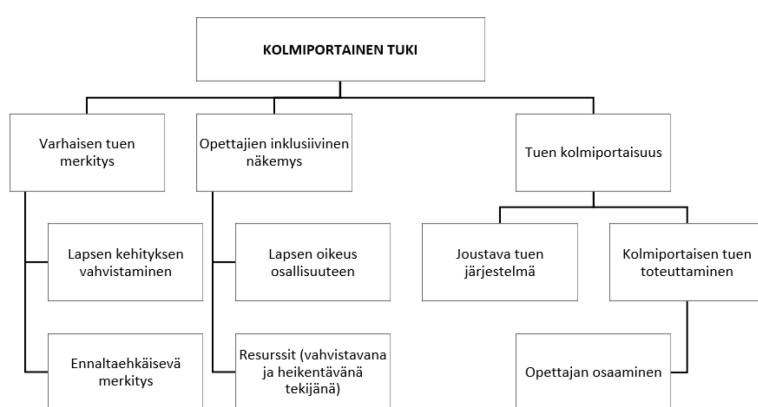 KOLMIPORTAINEN TUKI
Varhaisen tuen
merkitys
Opettajien inklusiivinen
näkemys
Tuen kolmiportaisuus
Lapsen kehityksen
vahvistaminen
Lapsen oikeus
osallisuuteen
Joustava tuen
järjestelmä
Kolmiportaisen tuen
toteuttaminen
Ennaltaehkäisevä
merkitys
Resurssit (vahvistavana
ja heikentävänä
tekijänä)
Opettajan osaaminen